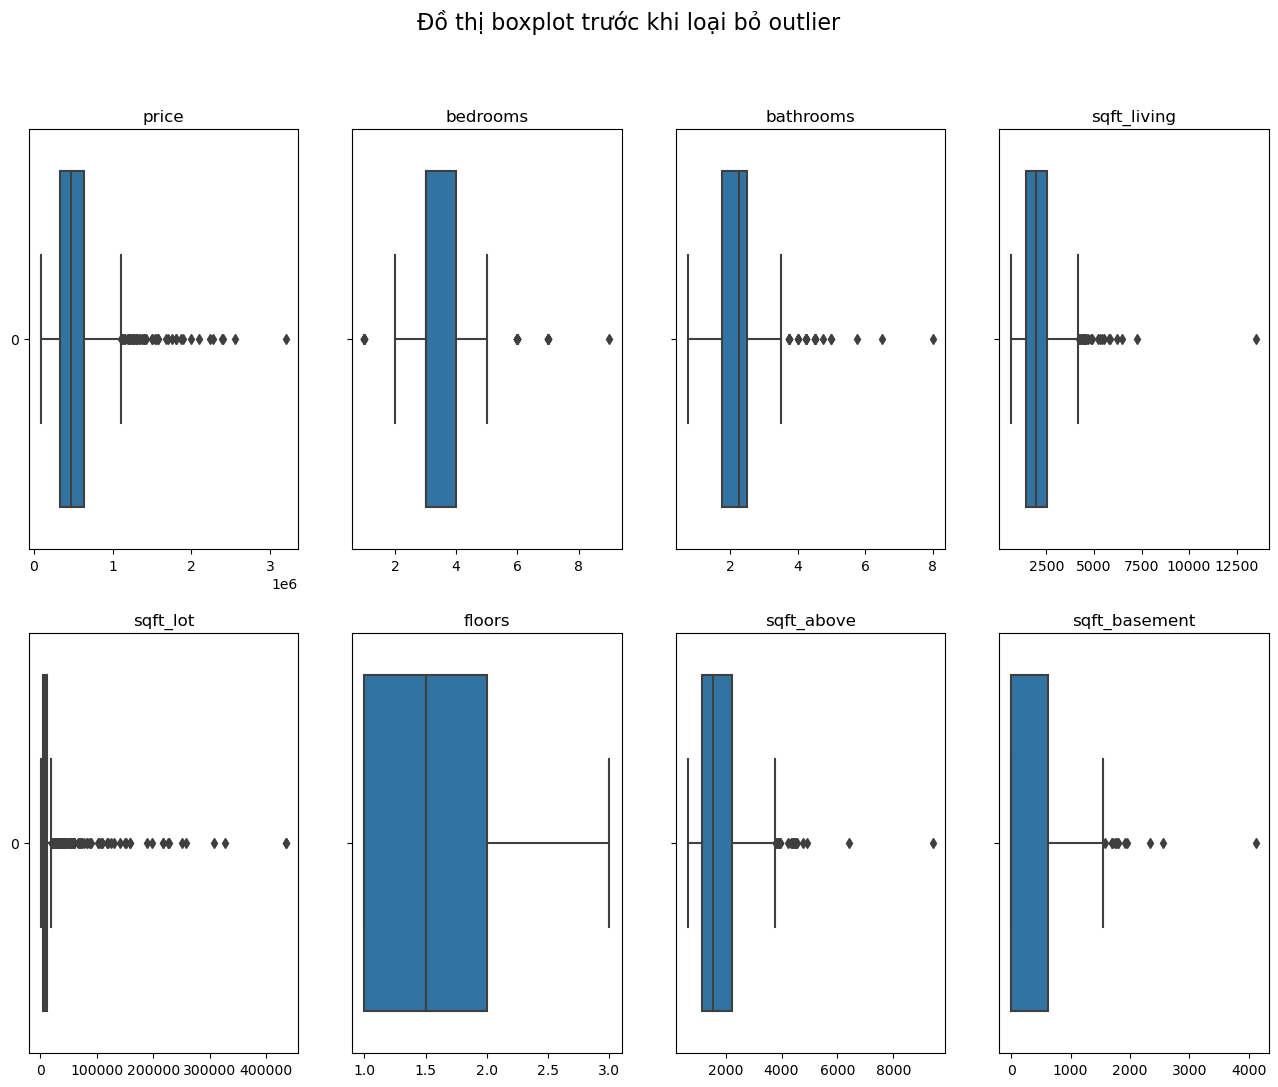 Đồ thị boxplot trước khi loại bỏ outlier
price bedrooms bathrooms sqft_living
0
0 1 2 3 2 4 6 8 2 4 6 8 2500 5000 7500 10000 12500
1e6
sqft_lot floors sqft_above sqft_basement
0
0 100000 200000 300000 400000 1.0 1.5 2.0 2.5 3.0 2000 4000 6000 8000 0 1000 2000 3000 4000